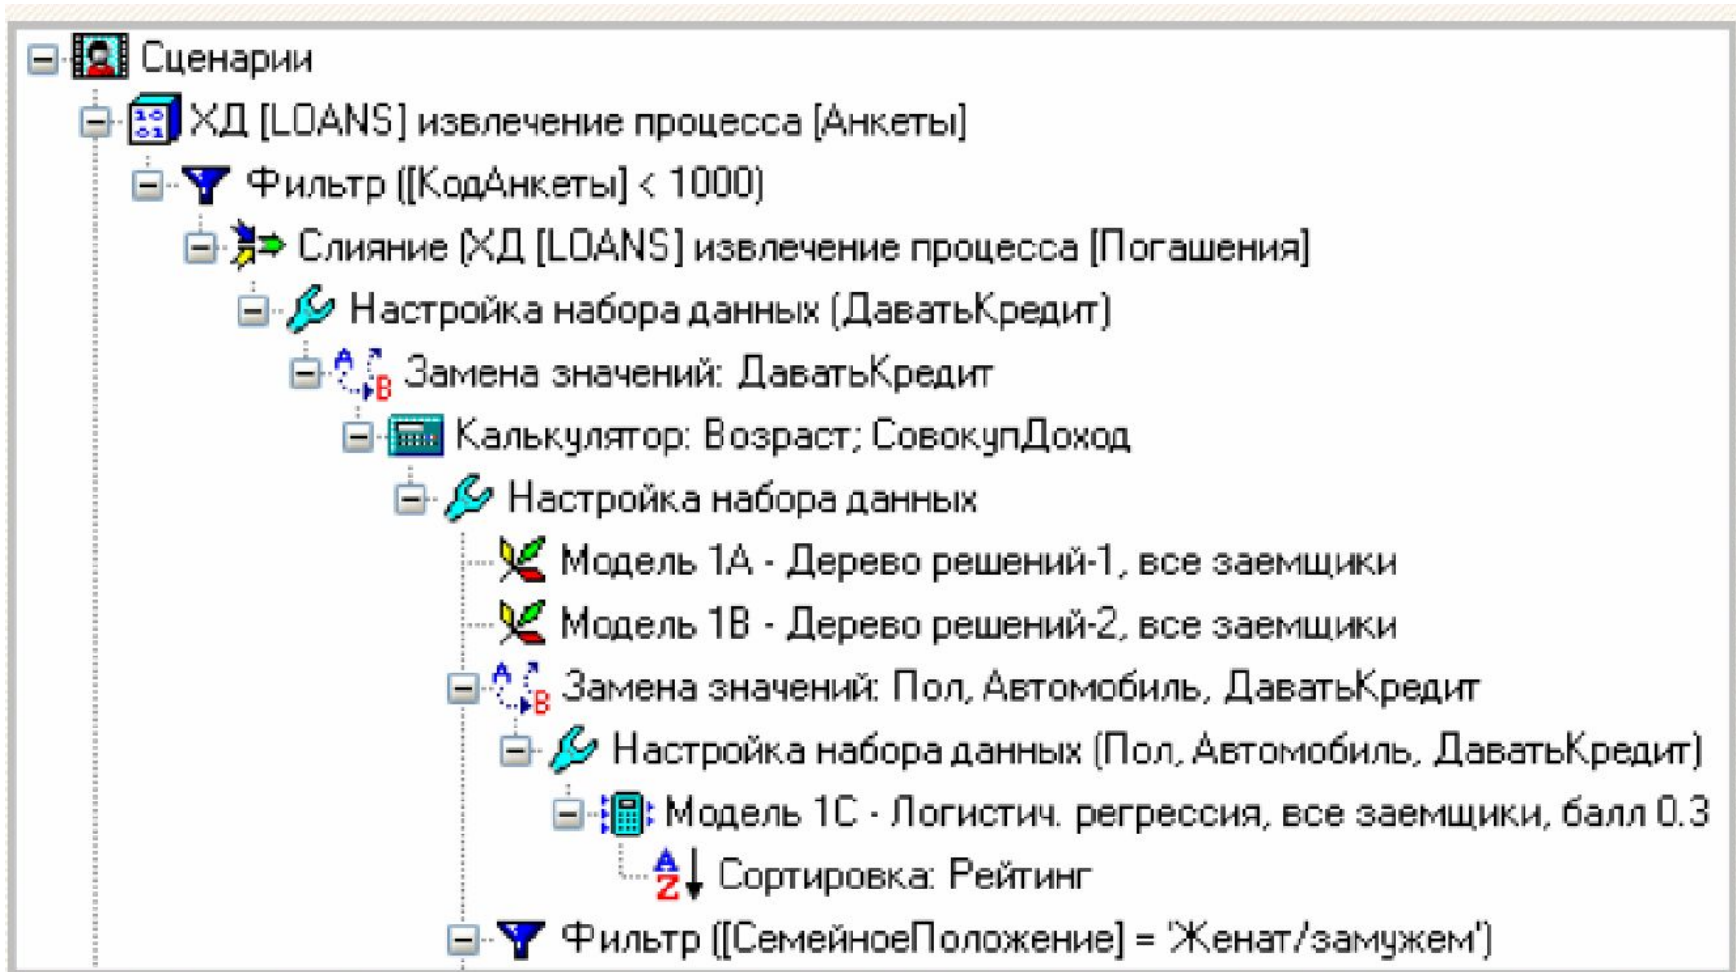 Сценарии
ХД [LOANS] извлечение процесса [Анкеты]
Фильтр ([КодАнкеты] < 1000)
Слияние (ХД [LOANS] извлечение процесса [Погашения]
Настройка набора данных (ДаватьКредит)
Замена значений: ДаватьКредит
Калькулятор: Возраст; СовокупДоход
Настройка набора данных
Модель 1A - Дерево решений-1, все заемщики
Модель 1B - Дерево решений-2, все заемщики
Замена значений: Пол, Автомобиль, ДаватьКредит
Настройка набора данных (Пол, Автомобиль, ДаватьКредит)
Модель 1C - Логистич. регрессия, все заемщики, балл 0.3
Сортировка: Рейтинг
Фильтр ([СемейноеПоложение] = 'Женат/замужем')